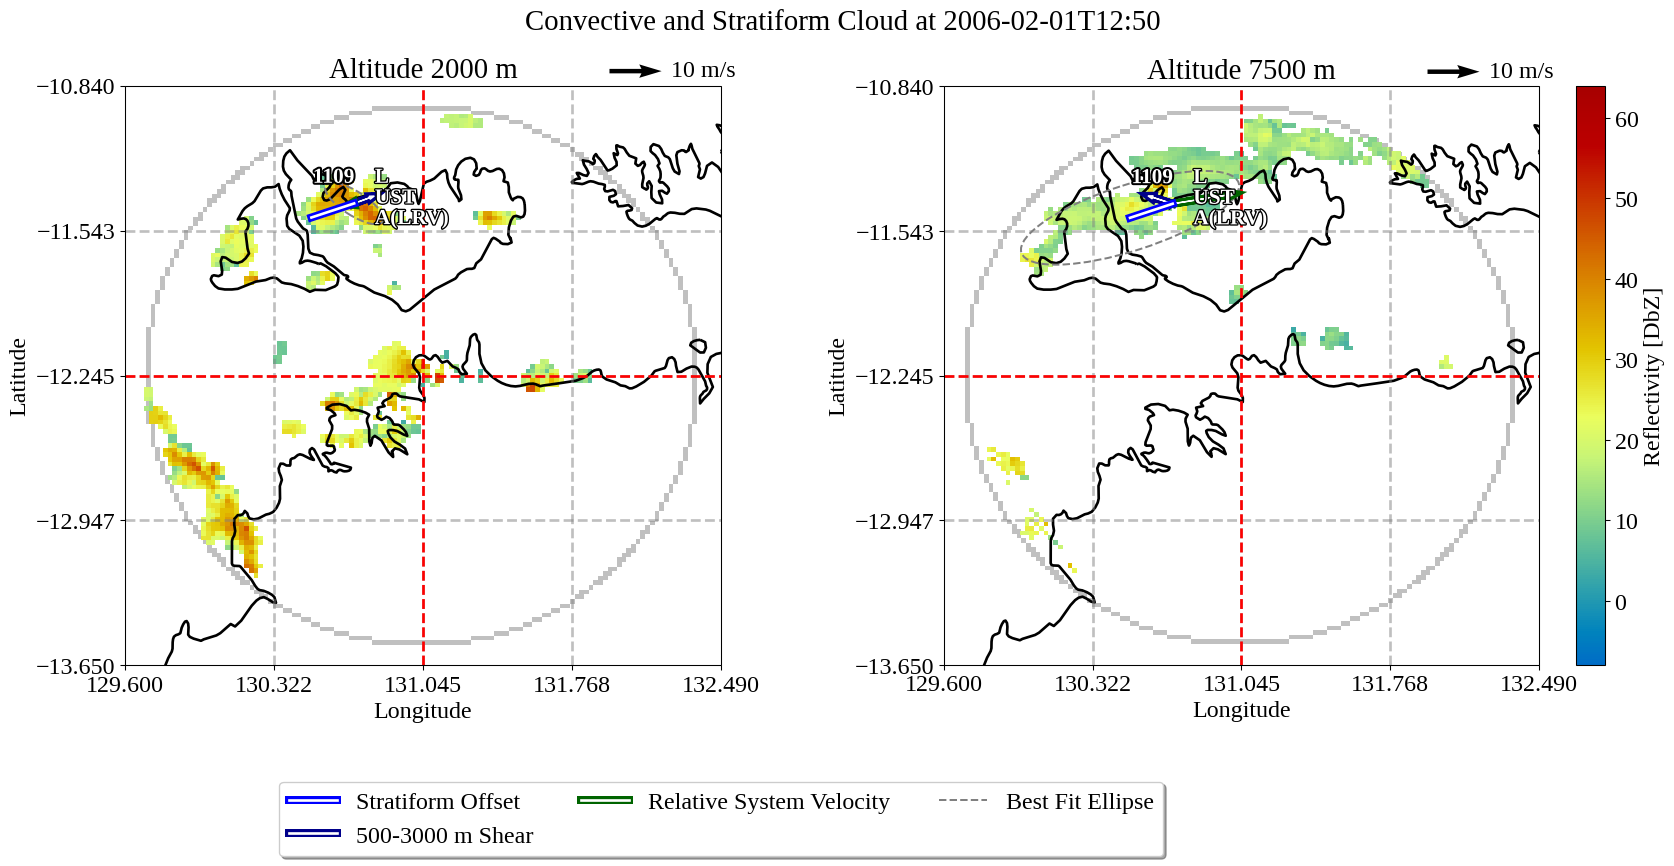 Convective and Stratiform Cloud at 2006-02-01T12:50
Altitude 2000 m
10 m/s
−10.840
−11.543
−12.245
−12.947
−13.650
129.600
130.322
131.045
131.768
132.490
Latitude
Longitude
1109
L
UST
A(LRV)
Altitude 7500 m
10 m/s
−10.840
−11.543
−12.245
−12.947
−13.650
129.600
130.322
131.045
131.768
132.490
Latitude
Longitude
1109
L
UST
A(LRV)
60
50
40
30
20
10
0
Reflectivity [DbZ]
Stratiform Offset
500-3000 m Shear
Relative System Velocity
Best Fit Ellipse